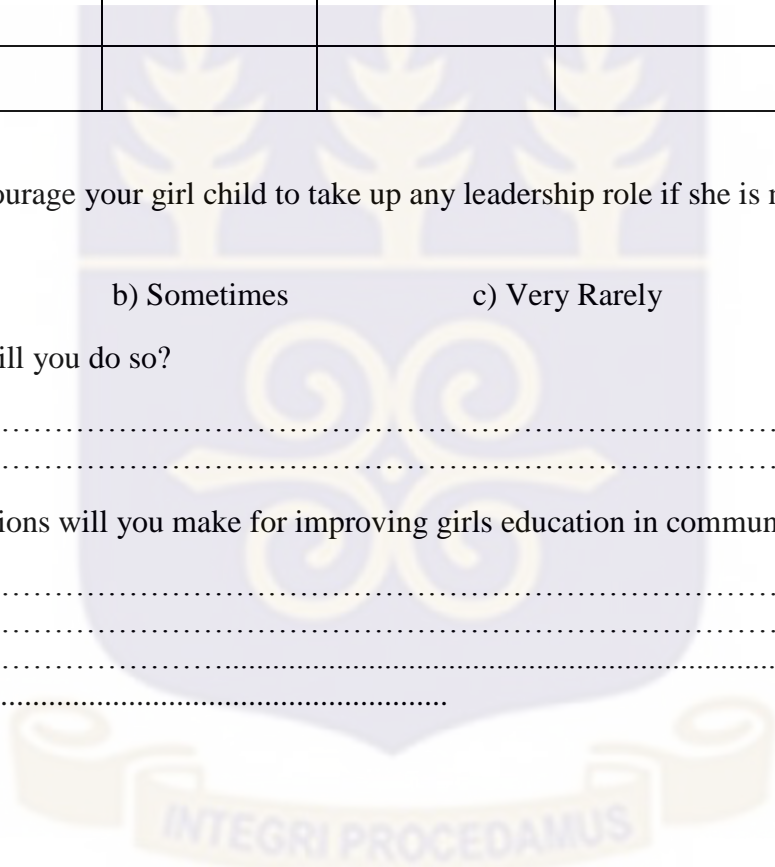 ourage your girl child to take up any leadership role if she is
b) Sometimes c) Very Rarely
ill you do so?
……………………………………………………………………
……………………………………………………………………
ions will you make for improving girls education in commun
……………………………………………………………………
……………………………………………………………………
……………………..........................................................................
............................................................
INTEGRI PROCEDAMUS